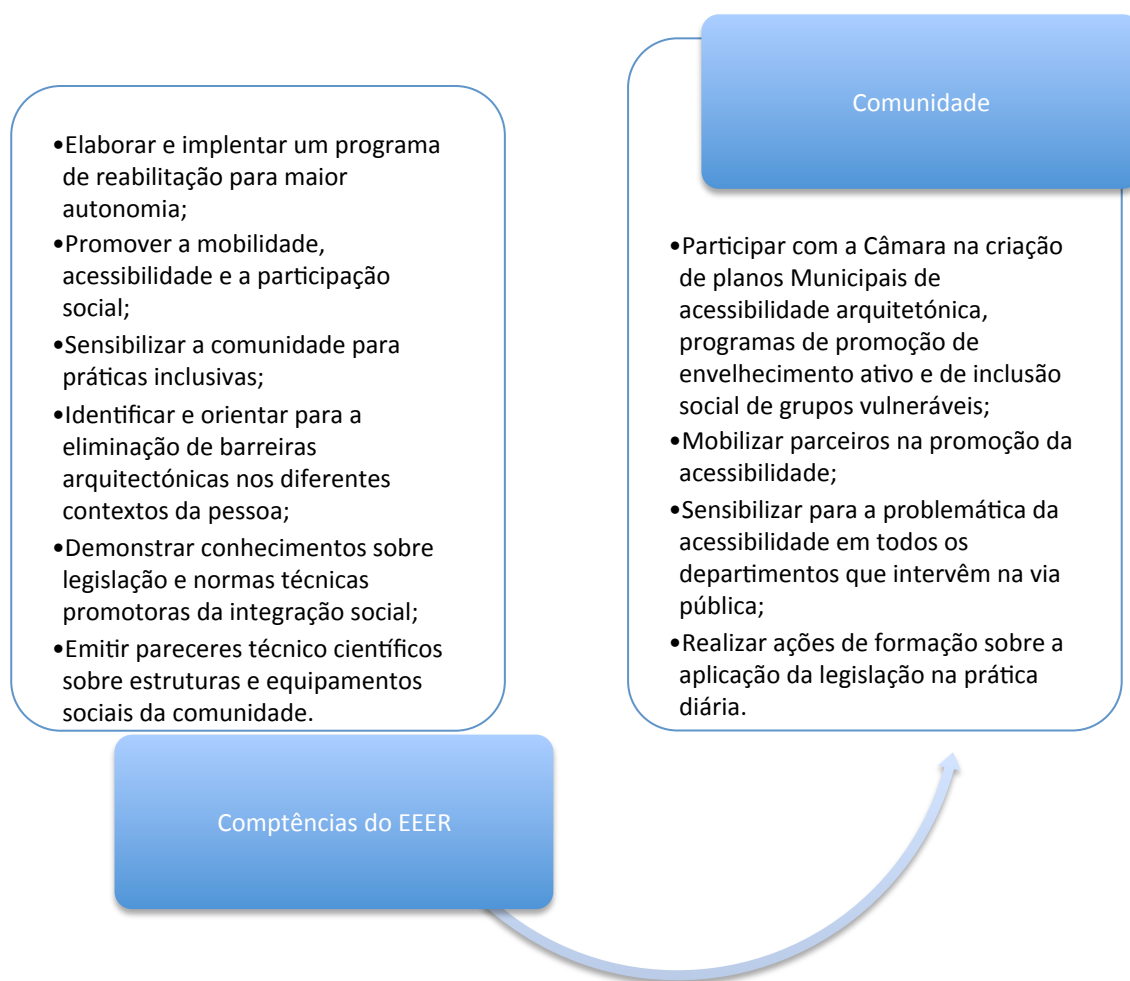 •Elaborar e implentar um programa
de reabilitação para maior
autonomia;
•Promover a mobilidade,
acessibilidade e a participação
social;
•Sensibilizar a comunidade para
práticas inclusivas;
•Identificar e orientar para a
eliminação de barreiras
arquitectónicas nos diferentes
contextos da pessoa;
•Demonstrar conhecimentos sobre
legislação e normas técnicas
promotoras da integração social;
•Emitir pareceres técnico científicos
sobre estruturas e equipamentos
sociais da comunidade.
Comptências do EEER
Comunidade
•Participar com a Câmara na criação
de planos Municipais de
acessibilidade arquitetónica,
programas de promoção de
envelhecimento ativo e de inclusão
social de grupos vulneráveis;
•Mobilizar parceiros na promoção da
acessibilidade;
•Sensibilizar para a problemática da
acessibilidade em todos os
departimentos que intervêm na via
pública;
•Realizar ações de formação sobre a
aplicação da legislação na prática
diária.